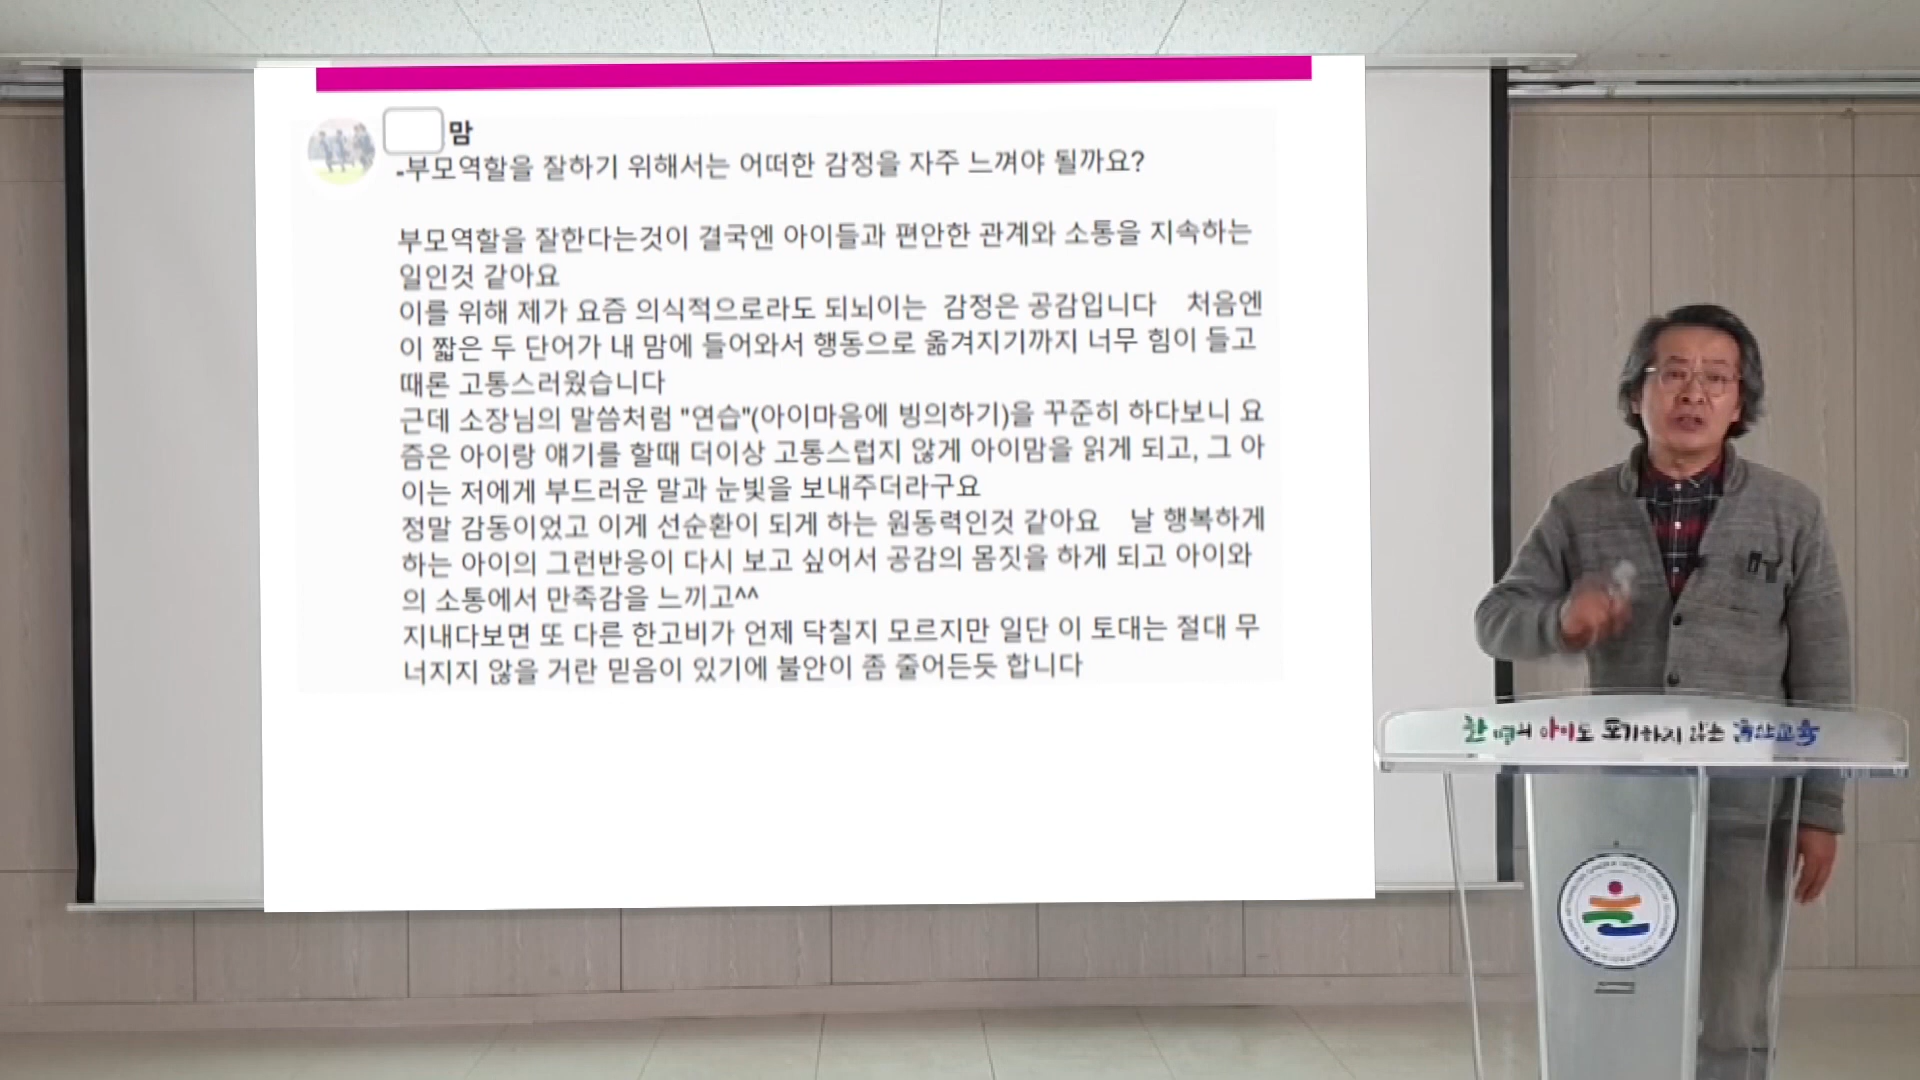 맘
-부모역할을 잘하기 위해서는 어떠한 감정을 자주 느껴야 될까요?
부모역할을 잘한다는것이 결국엔 아이들과 편안한 관계와 소통을 지속하는
일인것 같아요
이를 위해 제가 요즘 의식적으로라도 되뇌이는 감정은 공감입니다 처음엔
이 짧은 두 단어가 내 맘에 들어와서 행동으로 옮겨지기까지 너무 힘이 들고
때론 고통스러웠습니다
근데 소장님의 말씀처럼 "연습"(아이마음에 빙의하기)을 꾸준히 하다보니 요
즘은 아이랑 얘기를 할때 더이상 고통스럽지 않게 아이맘을 읽게 되고, 그 아
이는 저에게 부드러운 말과 눈빛을 보내주더라구요
정말 감동이었고 이게 선순환이 되게 하는 원동력인것 같아요 날 행복하게
하는 아이의 그런반응이 다시 보고 싶어서 공감의 몸짓을 하게 되고 아이와
의 소통에서 만족감을 느끼고^^
지내다보면 또 다른 한고비가 언제 닥칠지 모르지만 일단 이 토대는 절대 무
너지지 않을 거란 믿음이 있기에 불안이 좀 줄어든듯 합니다
한 명의 아이도 포기하지 않는 울산교육